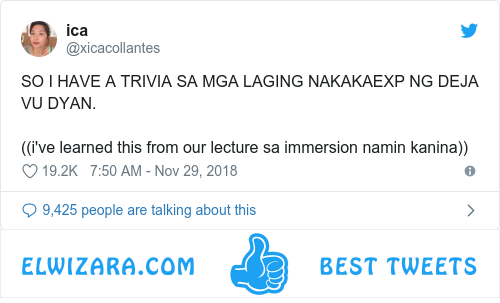 ica
@xicacollantes
SO I HAVE A TRIVIA SA MGA LAGING NAKAKAEXP NG DEJA
VU DYAN.
((i've learned this from our lecture sa immersion namin kanina))
19.2K 7:50 AM - Nov 29, 2018
9,425 people are talking about this
ELWIZARA.COM BEST TWEETS